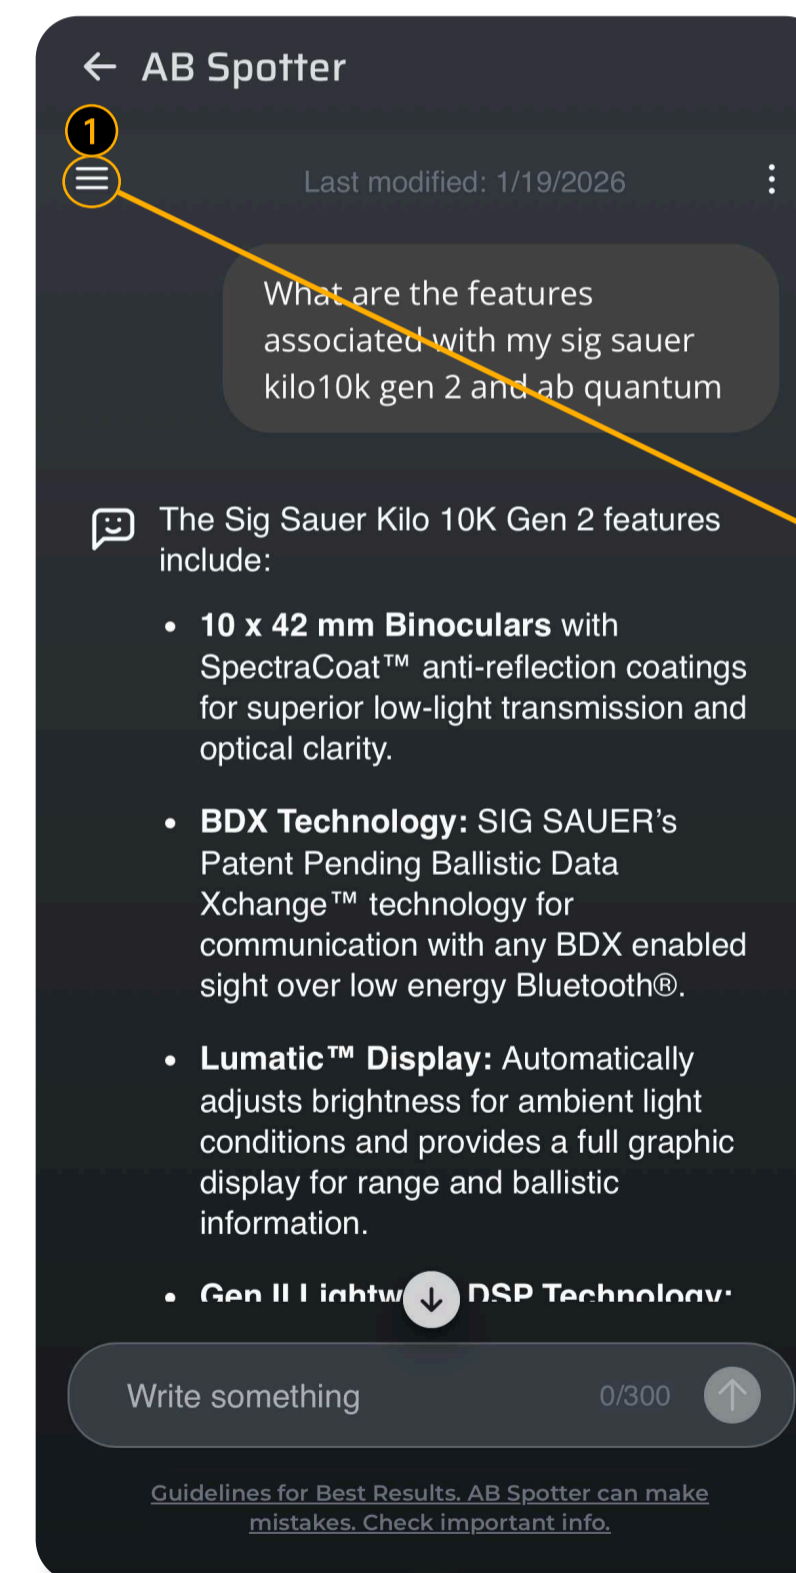 AB Spotter
1
Last modified: 1/19/2026
What are the features
associated with my sig sauer
kilo10k gen 2 and ab quantum
The Sig Sauer Kilo 10K Gen 2 features
include:
• 10 x 42 mm Binoculars with
SpectraCoat™ anti-reflection coatings
for superior low-light transmission and
optical clarity.
• BDX Technology: SIG SAUER’s
Patent Pending Ballistic Data
Xchange™ technology for
communication with any BDX enabled
sight over low energy Bluetooth®.
• Lumatic™ Display: Automatically
adjusts brightness for ambient light
conditions and provides a full graphic
display for range and ballistic
information.
• Gen II DSP Technology:
Write something
0/300
Guidelines for Best Results. AB Spotter can make
mistakes. Check important info.